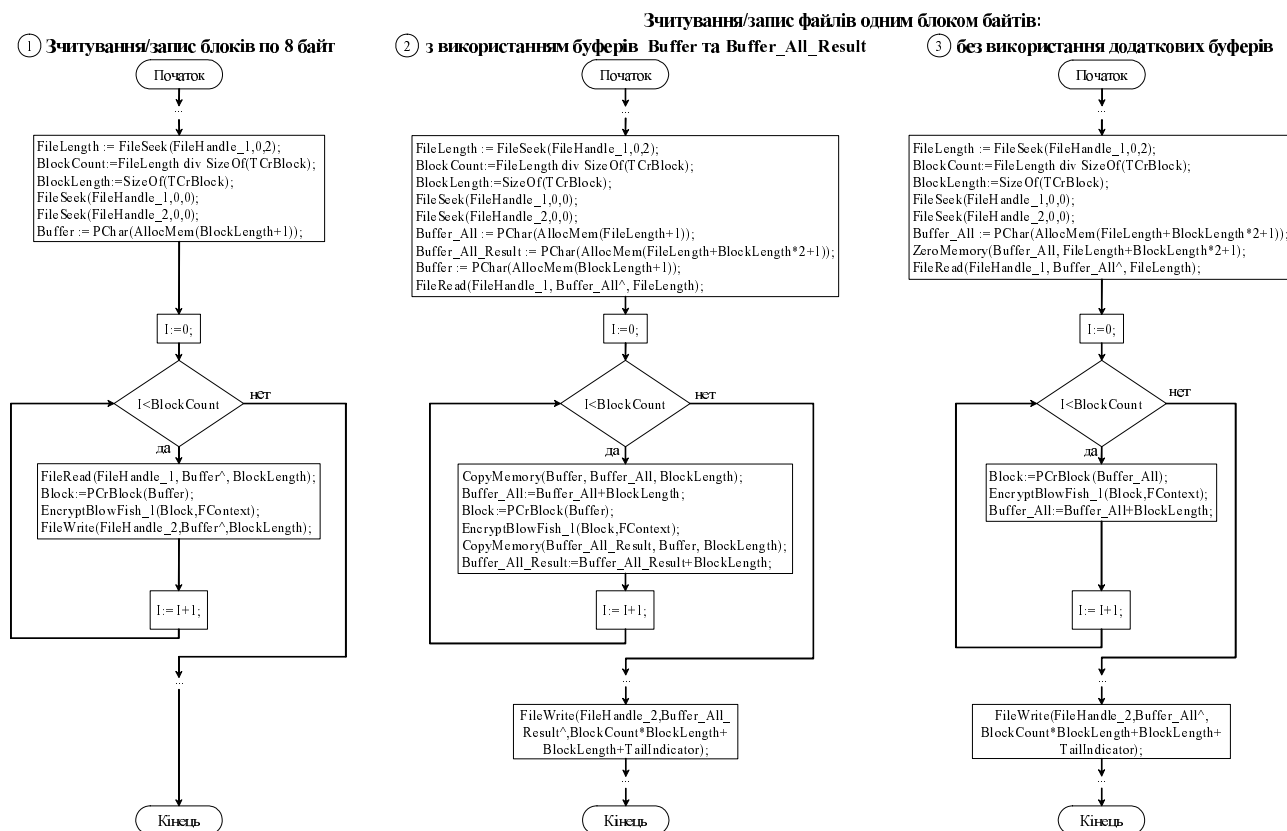 Зчитування/запис файлів одним блоком байтів:
1 Зчитування/запис блоків по 8 байт
Початок
...
FileLength := FileSeek(FileHandle_1,0,2);
BlockCount:=FileLength div SizeOf(TCrBlock);
BlockLength:=SizeOf(TCrBlock);
FileSeek(FileHandle_1,0,0);
FileSeek(FileHandle_2,0,0);
Buffer := PChar(AllocMem(BlockLength+1));
I:=0;
I<BlockCount
нет
да
FileRead(FileHandle_1, Buffer^, BlockLength);
Block:=PCrBlock(Buffer);
EncryptBlowFish_1(Block,FContext);
FileWrite(FileHandle_2,Buffer^,BlockLength);
I:= I+1;
...
Кінець
2 з використанням буферів Buffer та Buffer_All_Result
Початок
...
FileLength := FileSeek(FileHandle_1,0,2);
BlockCount:=FileLength div SizeOf(TCrBlock);
BlockLength:=SizeOf(TCrBlock);
FileSeek(FileHandle_1,0,0);
FileSeek(FileHandle_2,0,0);
Buffer_All := PChar(AllocMem(FileLength+1));
Buffer_All_Result := PChar(AllocMem(FileLength+BlockLength*2+1));
Buffer := PChar(AllocMem(BlockLength+1));
FileRead(FileHandle_1, Buffer_All^, FileLength);
I:=0;
I<BlockCount
нет
да
CopyMemory(Buffer, Buffer_All, BlockLength);
Buffer_All:=Buffer_All+BlockLength;
Block:=PCrBlock(Buffer);
EncryptBlowFish_1(Block,FContext);
CopyMemory(Buffer_All_Result, Buffer, BlockLength);
Buffer_All_Result:=Buffer_All_Result+BlockLength;
I:= I+1;
...
FileWrite(FileHandle_2,Buffer_All_
Result^,BlockCount*BlockLength+
BlockLength+TailIndicator);
...
Кінець
3 без використання додаткових буферів
Початок
...
FileLength := FileSeek(FileHandle_1,0,2);
BlockCount:=FileLength div SizeOf(TCrBlock);
BlockLength:=SizeOf(TCrBlock);
FileSeek(FileHandle_1,0,0);
FileSeek(FileHandle_2,0,0);
Buffer_All := PChar(AllocMem(FileLength+BlockLength*2+1));
ZeroMemory(Buffer_All, FileLength+BlockLength*2+1);
FileRead(FileHandle_1, Buffer_All^, FileLength);
I:=0;
I<BlockCount
нет
да
Block:=PCrBlock(Buffer_All);
EncryptBlowFish_1(Block,FContext);
Buffer_All:=Buffer_All+BlockLength;
I:= I+1;
...
FileWrite(FileHandle_2,Buffer_All^,
BlockCount*BlockLength+BlockLength+
TailIndicator);
...
Кінець